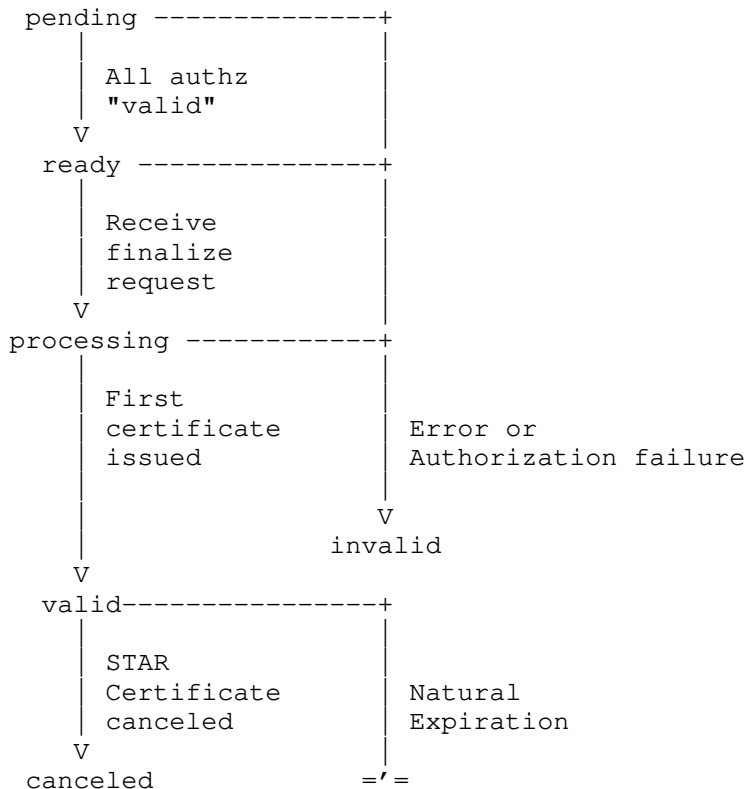 pending --------------+
All authz
"valid"
V
ready ---------------+
Receive
finalize
request
V
processing ------------+
First
certificate Error or
issued Authorization failure
V
invalid
V
valid----------------+
STAR
Certificate Natural
canceled Expiration
V
canceled =’=